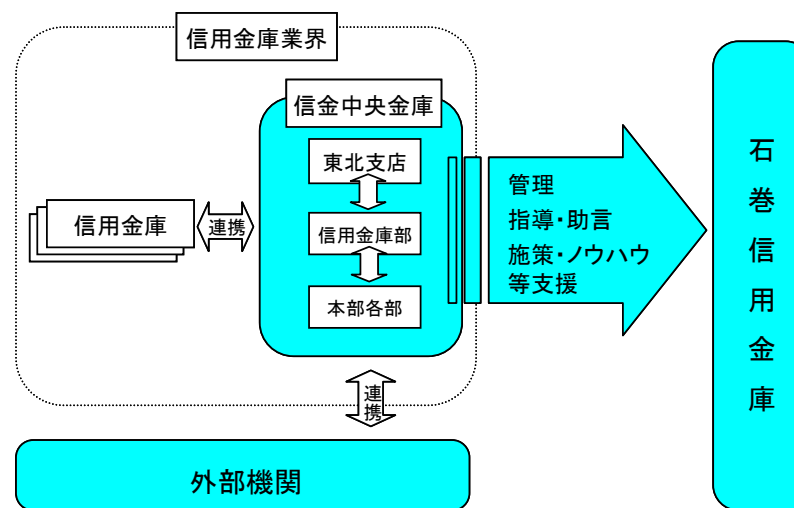 信用金庫業界
信金中央金庫
東北支店
信用金庫
連携
信用金庫部
本部各部
管理
指導・助言
施策・ノウハウ
等支援
石巻信用金庫
連携
外部機関